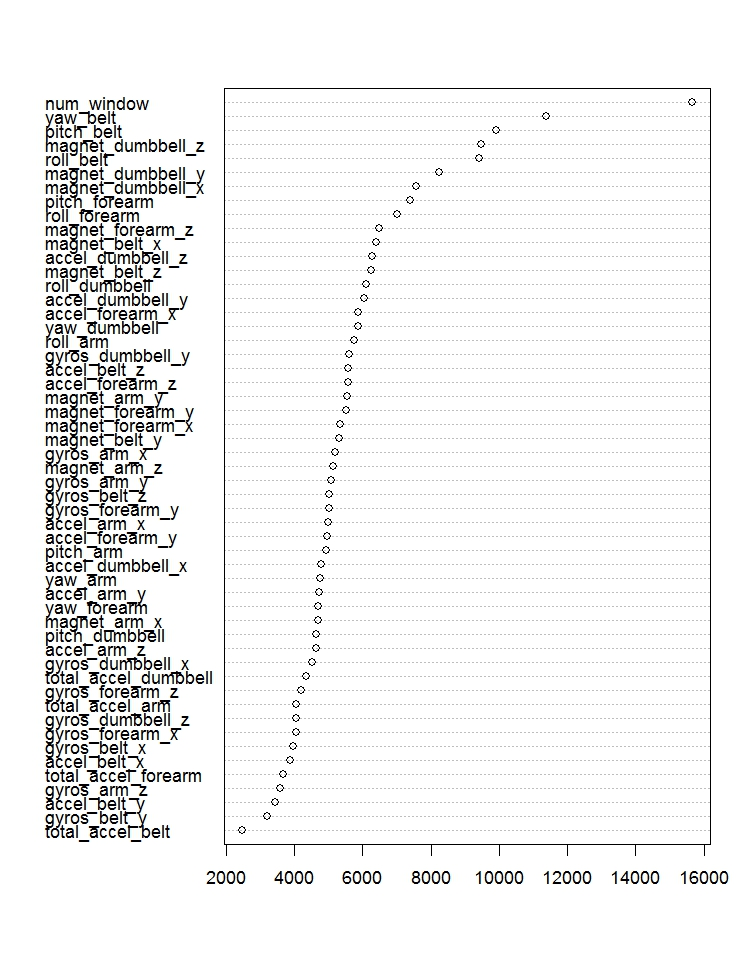 num_window
yaw_belt
pitch_belt
magnet_dumbbell_z
roll_belt
magnet_dumbbell_y
magnet_dumbbell_x
pitch_forearm
roll_forearm
magnet_forearm_z
magnet_belt_x
accel_dumbbell_z
magnet_belt_z
roll_dumbbell
accel_dumbbell_y
accel_forearm_x
yaw_dumbbell
roll_arm
gyros_dumbbell_y
accel_belt_z
accel_forearm_z
magnet_arm_y
magnet_forearm_y
magnet_forearm_x
magnet_belt_y
gyros_arm_x
magnet_arm_z
gyros_arm_y
gyros_belt_z
gyros_forearm_y
accel_arm_x
accel_forearm_y
pitch_arm
accel_dumbbell_x
yaw_arm
accel_arm_y
yaw_forearm
magnet_arm_x
pitch_dumbbell
accel_arm_z
gyros_dumbbell_x
total_accel_dumbbell
gyros_forearm_z
total_accel_arm
gyros_dumbbell_z
gyros_forearm_x
gyros_belt_x
accel_belt_x
total_accel_forearm
gyros_arm_z
accel_belt_y
gyros_belt_y
total_accel_belt
2000 4000 6000 8000 10000 12000 14000 16000